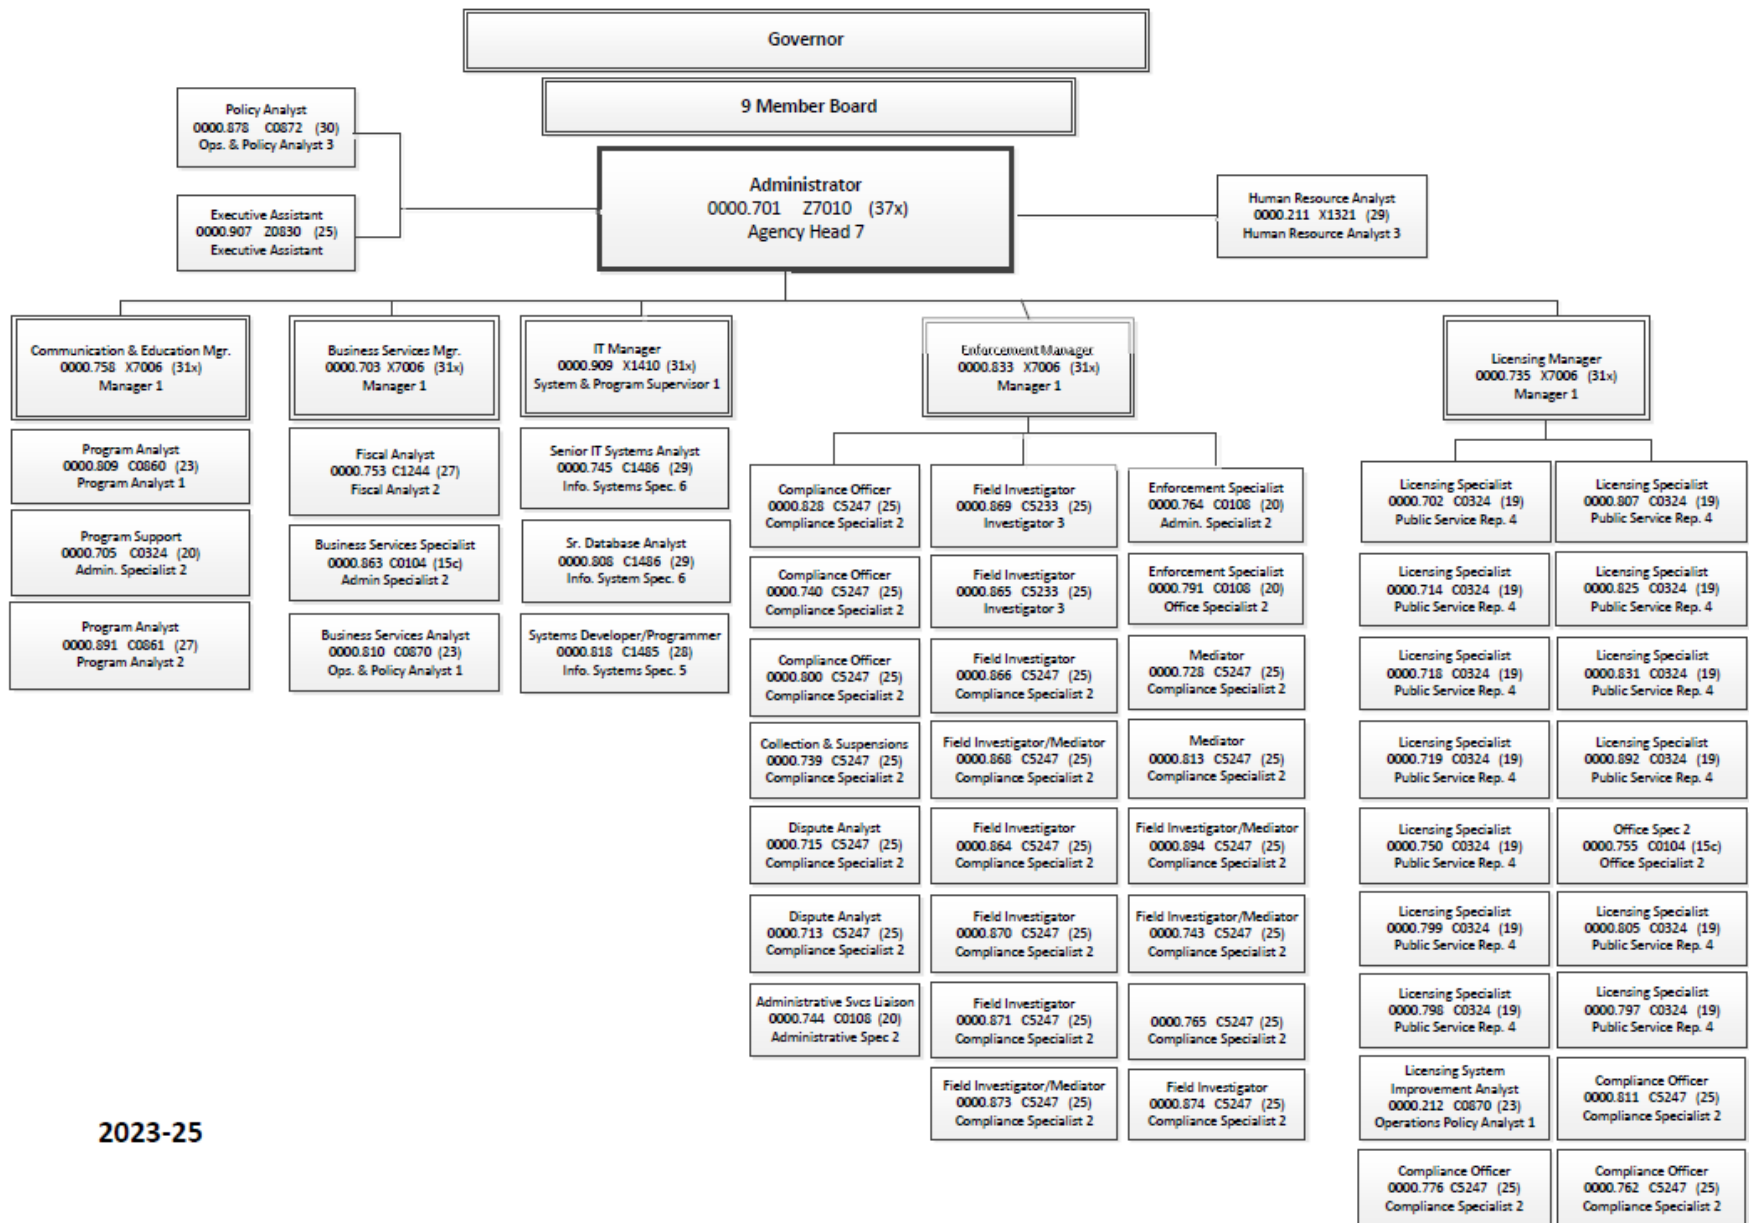 Governor
9 Member Board
Policy Analyst
0000.878 C0872 (30)
Ops. & Policy Analyst 3
Executive Assistant
0000.907 Z0830 (25)
Executive Assistant
Administrator
0000.701 Z7010 (37x)
Agency Head 7
Human Resource Analyst
0000.211 X1321 (29)
Human Resource Analyst 3
Communication & Education Mgr.
0000.758 X7006 (31x)
Manager 1
Program Analyst
0000.809 C0860 (23)
Program Analyst 1
Program Support
0000.705 C0324 (20)
Admin. Specialist 2
Program Analyst
0000.891 C0861 (27)
Program Analyst 2
Business Services Mgr.
0000.703 X7006 (31x)
Manager 1
Fiscal Analyst
0000.753 C1244 (27)
Fiscal Analyst 2
Business Services Specialist
0000.863 C0104 (15c)
Admin Specialist 2
Business Services Analyst
0000.810 C0870 (23)
Ops. & Policy Analyst 1
IT Manager
0000.909 X1410 (31x)
System & Program Supervisor 1
Senior IT Systems Analyst
0000.745 C1486 (29)
Info. Systems Spec. 6
Sr. Database Analyst
0000.808 C1486 (29)
Info. System Spec. 6
Systems Developer/Programmer
0000.818 C1485 (28)
Info. Systems Spec. 5
Enforcement Manager
0000.833 X7006 (31x)
Manager 1
Compliance Officer
0000.828 C5247 (25)
Compliance Specialist 2
Compliance Officer
0000.740 C5247 (25)
Compliance Specialist 2
Compliance Officer
0000.800 C5247 (25)
Compliance Specialist 2
Collection & Suspensions
0000.739 C5247 (25)
Compliance Specialist 2
Dispute Analyst
0000.715 C5247 (25)
Compliance Specialist 2
Dispute Analyst
0000.713 C5247 (25)
Compliance Specialist 2
Administrative Svcs Liaison
0000.744 C0108 (20)
Administrative Spec 2
Field Investigator
0000.869 C5233 (25)
Investigator 3
Field Investigator
0000.865 C5233 (25)
Investigator 3
Field Investigator
0000.866 C5247 (25)
Compliance Specialist 2
Field Investigator/Mediator
0000.868 C5247 (25)
Compliance Specialist 2
Field Investigator
0000.864 C5247 (25)
Compliance Specialist 2
Field Investigator
0000.870 C5247 (25)
Compliance Specialist 2
Field Investigator
0000.871 C5247 (25)
Compliance Specialist 2
Field Investigator/Mediator
0000.873 C5247 (25)
Compliance Specialist 2
Enforcement Specialist
0000.764 C0108 (20)
Admin. Specialist 2
Enforcement Specialist
0000.791 C0108 (20)
Office Specialist 2
Mediator
0000.728 C5247 (25)
Compliance Specialist 2
Mediator
0000.813 C5247 (25)
Compliance Specialist 2
Field Investigator/Mediator
0000.894 C5247 (25)
Compliance Specialist 2
Field Investigator/Mediator
0000.743 C5247 (25)
Compliance Specialist 2
0000.765 C5247 (25)
Compliance Specialist 2
Field Investigator
0000.874 C5247 (25)
Compliance Specialist 2
Licensing Manager
0000.735 X7006 (31x)
Manager 1
Licensing Specialist
0000.702 C0324 (19)
Public Service Rep. 4
Licensing Specialist
0000.714 C0324 (19)
Public Service Rep. 4
Licensing Specialist
0000.718 C0324 (19)
Public Service Rep. 4
Licensing Specialist
0000.719 C0324 (19)
Public Service Rep. 4
Licensing Specialist
0000.750 C0324 (19)
Public Service Rep. 4
Licensing Specialist
0000.799 C0324 (19)
Public Service Rep. 4
Licensing Specialist
0000.798 C0324 (19)
Public Service Rep. 4
Licensing System
Improvement Analyst
0000.212 C0870 (23)
Operations Policy Analyst 1
Compliance Officer
0000.776 C5247 (25)
Compliance Specialist 2
Licensing Specialist
0000.807 C0324 (19)
Public Service Rep. 4
Licensing Specialist
0000.825 C0324 (19)
Public Service Rep. 4
Licensing Specialist
0000.831 C0324 (19)
Public Service Rep. 4
Licensing Specialist
0000.892 C0324 (19)
Public Service Rep. 4
Office Spec 2
0000.755 C0104 (15c)
Office Specialist 2
Licensing Specialist
0000.805 C0324 (19)
Public Service Rep. 4
Licensing Specialist
0000.797 C0324 (19)
Public Service Rep. 4
Compliance Officer
0000.811 C5247 (25)
Compliance Specialist 2
Compliance Officer
0000.762 C5247 (25)
Compliance Specialist 2
2023-25